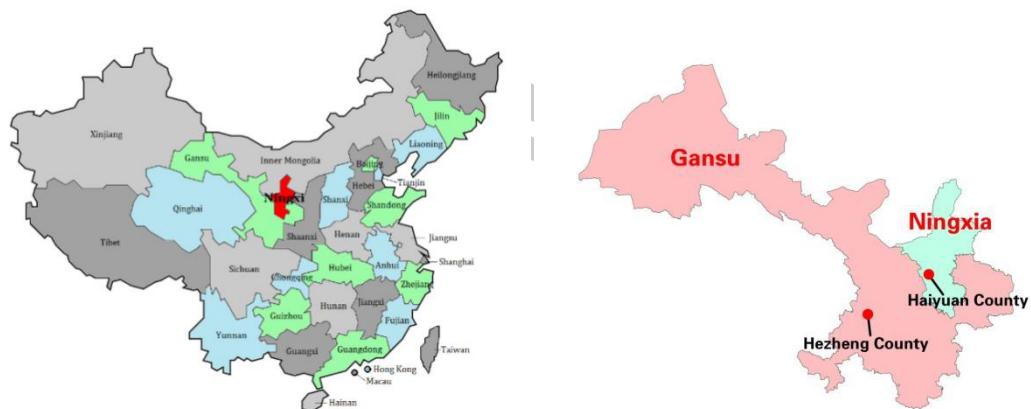 Heilongjiang
Jilin
Xinjiang
Liaoning
Gansu
Inner Mongolia
Beijing
Tianjin
Hebei
Ningxi
Shanxi
Shandong
Qinghai
Tibet
Shaanxi
Henan
Jiangsu
Shanghai
Sichuan
Chongqing
Hubei
Anhui
Zhejiang
Hunan
Jiangxi
Guizhou
Fujian
Yunnan
Guangxi
Guangdong
Taiwan
Hong Kong
Macau
Hainan
Gansu
Ningxia
Haiyuan County
Hezheng County